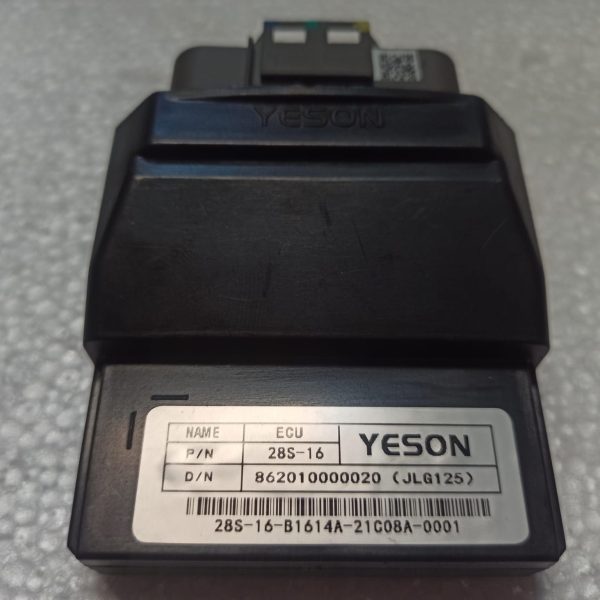 YESON
NAME ECU
P/N 28S-16 YESON
D/N 862010000020 (JLG125)
28S-16-B1614A-21C08A-0001